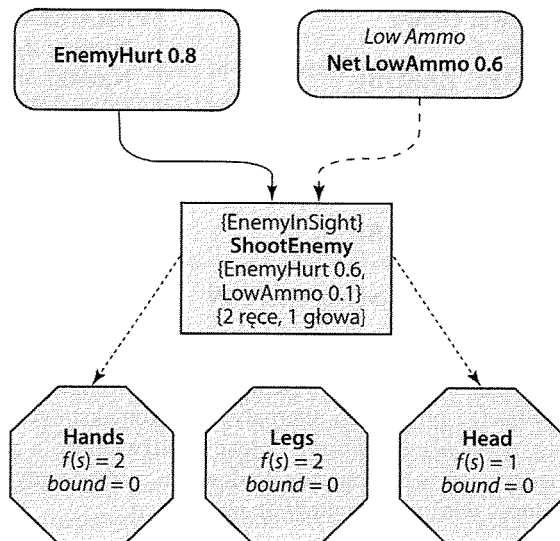 EnemyHurt 0.8
Low Ammo
Net LowAmmo 0.6
{EnemyInSight}
ShootEnemy
{EnemyHurt 0.6,
LowAmmo 0.1}
{2 ręce, 1 głowa}
Hands
f(s) = 2
bound = 0
Legs
f(s) = 2
bound = 0
Head
f(s) = 1
bound = 0